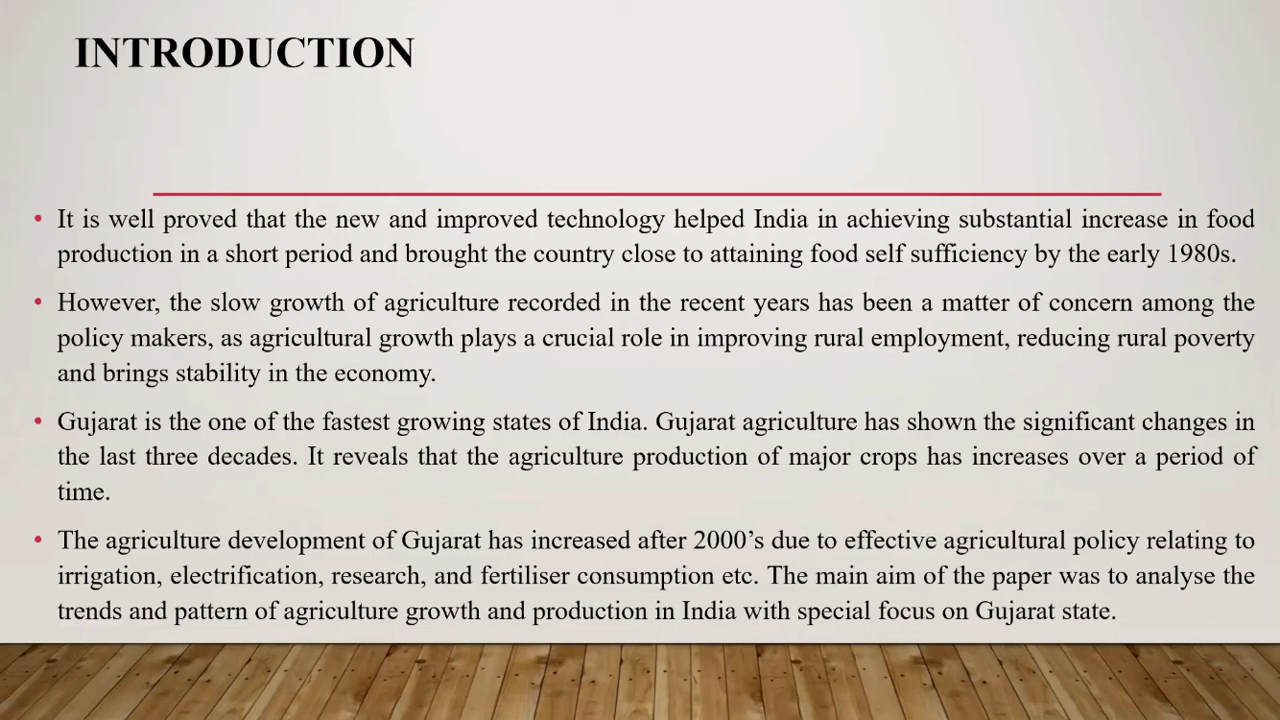 INTRODUCTION
• It is well proved that the new and improved technology helped India in achieving substantial increase in food
production in a short period and brought the country close to attaining food self sufficiency by the early 1980s.
• However, the slow growth of agriculture recorded in the recent years has been a matter of concern among the
policy makers, as agricultural growth plays a crucial role in improving rural employment, reducing rural poverty
and brings stability in the economy.
• Gujarat is the one of the fastest growing states of India. Gujarat agriculture has shown the significant changes in
the last three decades. It reveals that the agriculture production of major crops has increases over a period of
time.
• The agriculture development of Gujarat has increased after 2000’s due to effective agricultural policy relating to
irrigation, electrification, research, and fertiliser consumption etc. The main aim of the paper was to analyse the
trends and pattern of agriculture growth and production in India with special focus on Gujarat state.